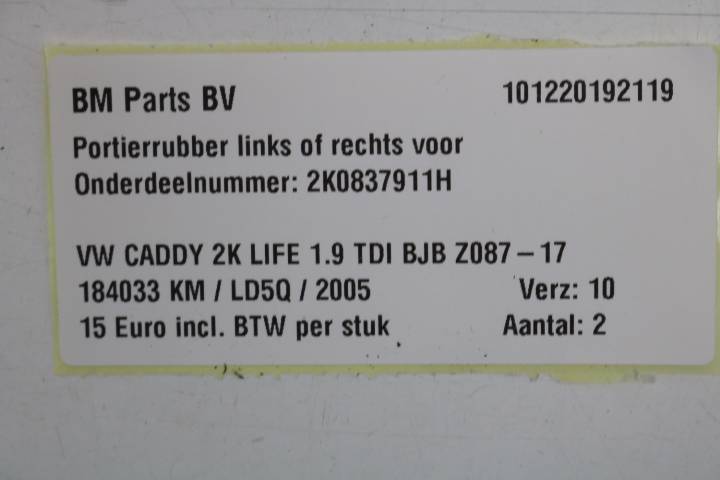 BM Parts BV 101220192119
Portierrubber links of rechts voor
Onderdeelnummer: 2K0837911H
VW CADDY 2K LIFE 1.9 TDI BJB Z087 – 17
184033 KM / LD5Q / 2005 Verz: 10
15 Euro incl. BTW per stuk Aantal: 2